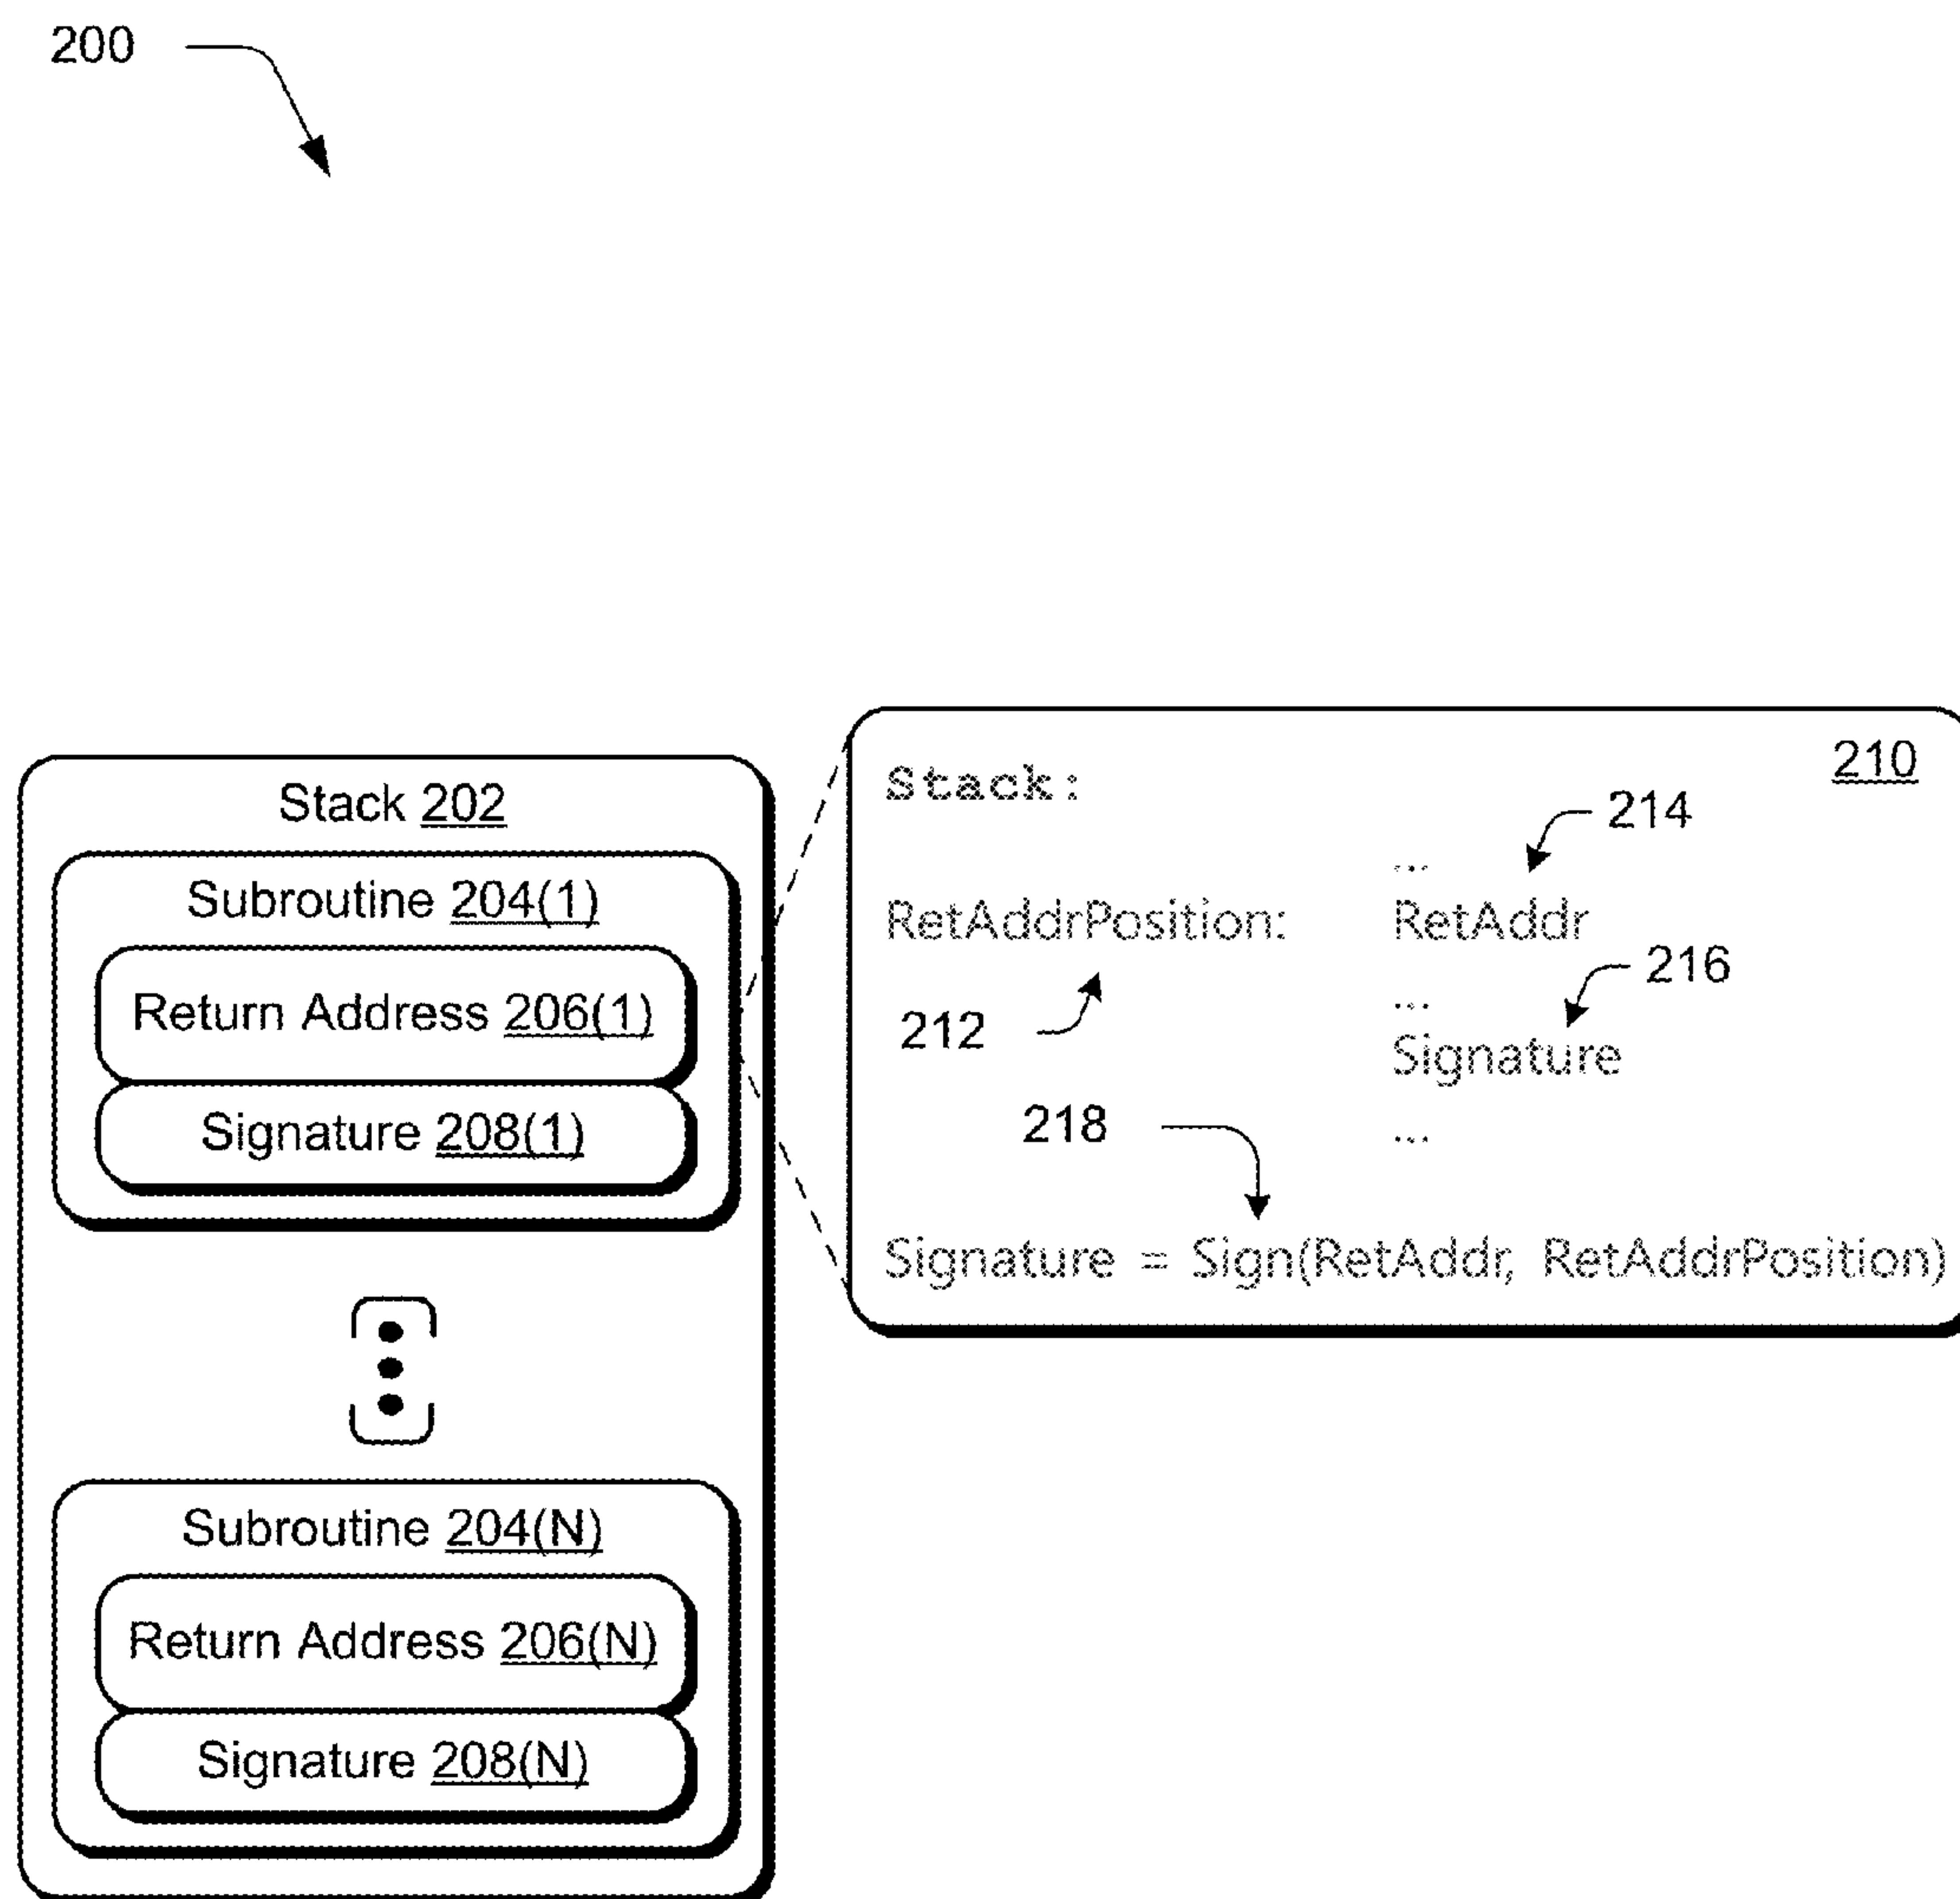 200
Stack 202
Subroutine 204(1)
Return Address 206(1)
Signature 208(1)
Subroutine 204(N)
Return Address 206(N)
Signature 208(N)
210
Stack:
214
...
RetAddrPosition: RetAddr
216
...
212
Signature
218
...
Signature = Sign(RetAddr, RetAddrPosition)